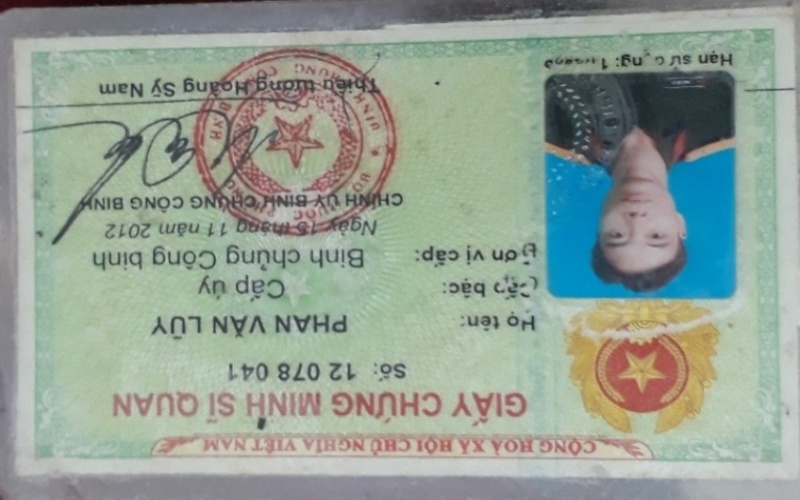 CỘNG HOÀ XÃ HỘI CHỦ NGHĨA VIỆT NAM
GIẤY CHỨNG MINH SĨ QUAN
Số: 12 078 041
Họ tên: PHAN VĂN LŨY
Cấp bậc: Cấp úy
Đơn vị cấp: Binh chủng Công binh
Ngày 15 tháng 11 năm 2012
CHÍNH ỦY BINH CHỦNG CÔNG BINH
Thiếu tướng Hoàng Sỹ Nam
Hạn sử dụng: